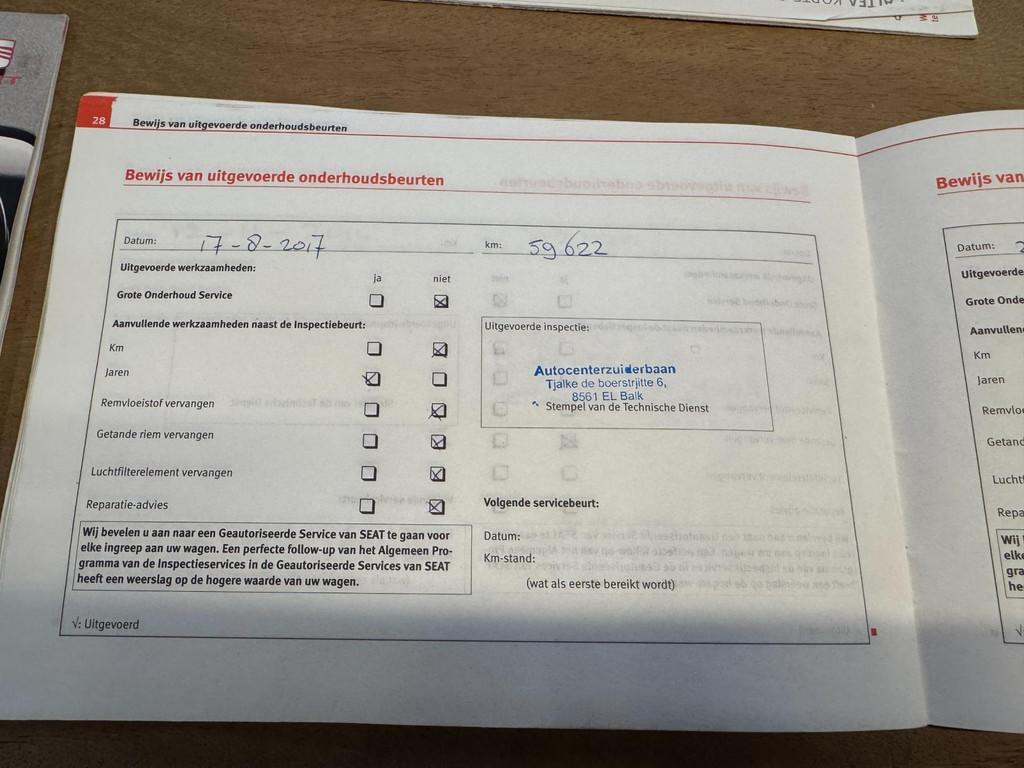 28 Bewijs van uitgevoerde onderhoudsbeurten
Bewijs van uitgevoerde onderhoudsbeurten
Datum: 17-8-2017 km: 59622
Uitgevoerde werkzaamheden:
ja niet
Grote Onderhoud Service
Aanvullende werkzaamheden naast de Inspectiebeurt:
Km
Jaren
Remvloeistof vervangen
Getande riem vervangen
Luchtfilterelement vervangen
Reparatie-advies
Uitgevoerde inspectie:
Autocenterzuiderbaan
Tjalke de boerstrjitte 6,
8561 EL Balk
Stempel van de Technische Dienst
Volgende servicebeurt:
Datum:
Km-stand:
(wat als eerste bereikt wordt)
Wij bevelen u aan naar een Geautoriseerde Service van SEAT te gaan voor
elke ingreep aan uw wagen. Een perfecte follow-up van het Algemeen Pro-
gramma van de Inspectieservices in de Geautoriseerde Services van SEAT
heeft een weerslag op de hogere waarde van uw wagen.
√: Uitgevoerd
Bewijs van
Datum:
Uitgevoerde
Grote Onde
Aanvullen
Km
Jaren
Remvloe
Getand
Lucht
Repa
Wij
elke
gra
he
√